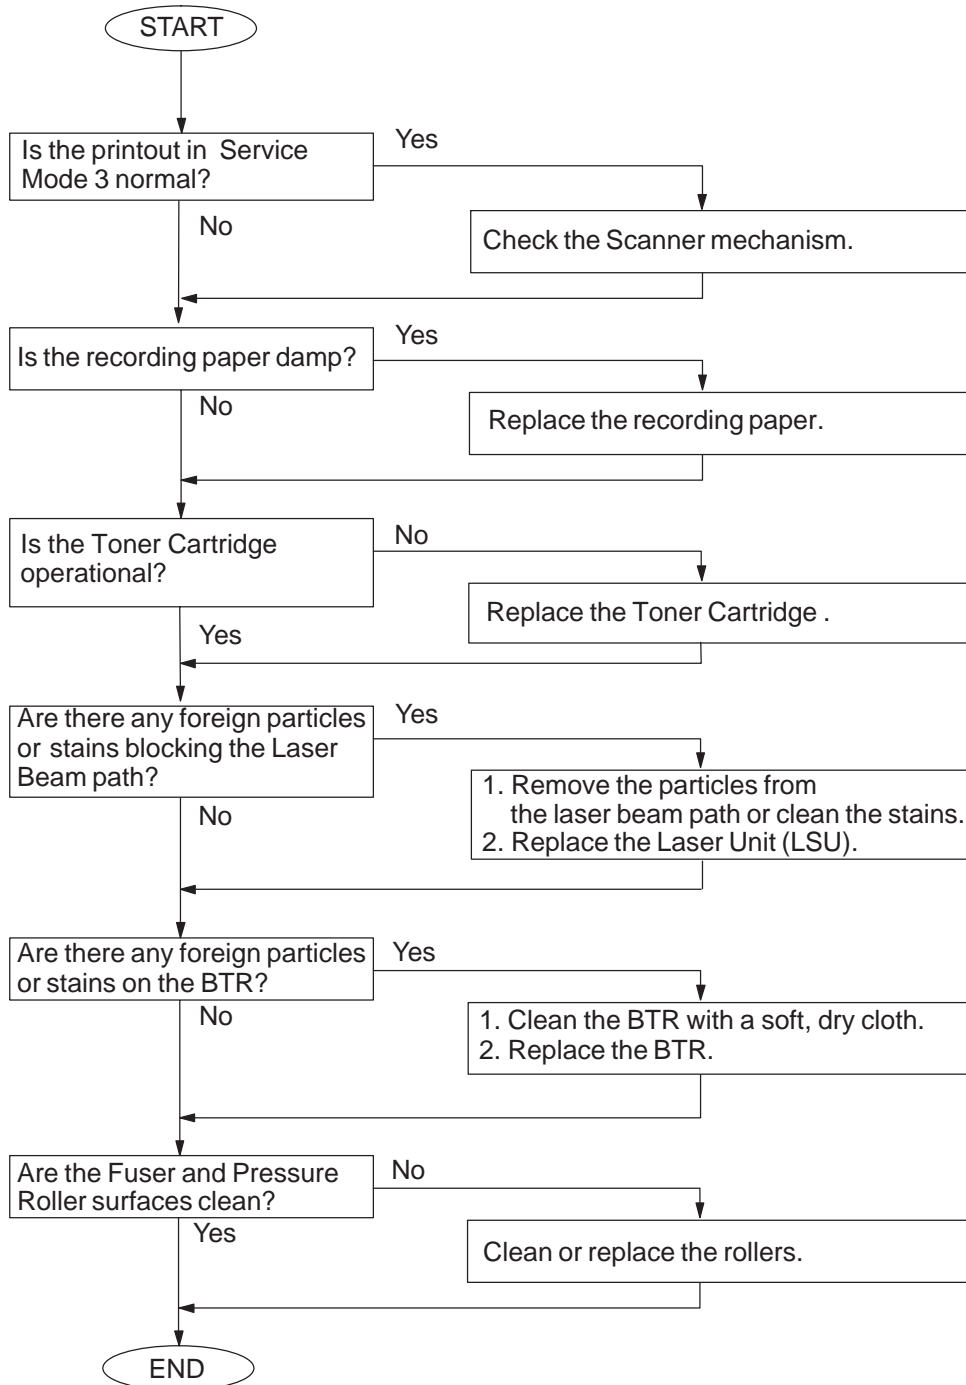 START
Is the printout in Service
Mode 3 normal?
Yes
No
Check the Scanner mechanism.
Is the recording paper damp?
Yes
No
Replace the recording paper.
Is the Toner Cartridge
operational?
No
Yes
Replace the Toner Cartridge .
Are there any foreign particles
or stains blocking the Laser
Beam path?
Yes
No
1. Remove the particles from
the laser beam path or clean the stains.
2. Replace the Laser Unit (LSU).
Are there any foreign particles
or stains on the BTR?
Yes
No
1. Clean the BTR with a soft, dry cloth.
2. Replace the BTR.
Are the Fuser and Pressure
Roller surfaces clean?
No
Yes
Clean or replace the rollers.
END